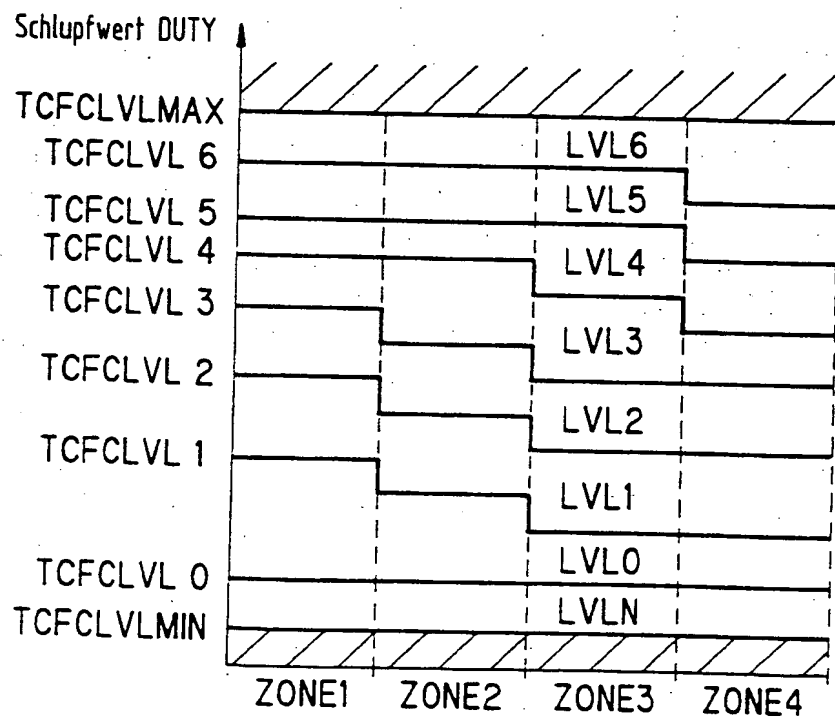 Schlupfwert DUTY
TCFCLVLMAX
TCFCLVL 6
TCFCLVL 5
TCFCLVL 4
TCFCLVL 3
TCFCLVL 2
TCFCLVL 1
TCFCLVL 0
TCFCLVLMIN
LVL6
LVL5
LVL4
LVL3
LVL2
LVL1
LVL0
LVLN
ZONE1 ZONE2 ZONE3 ZONE4